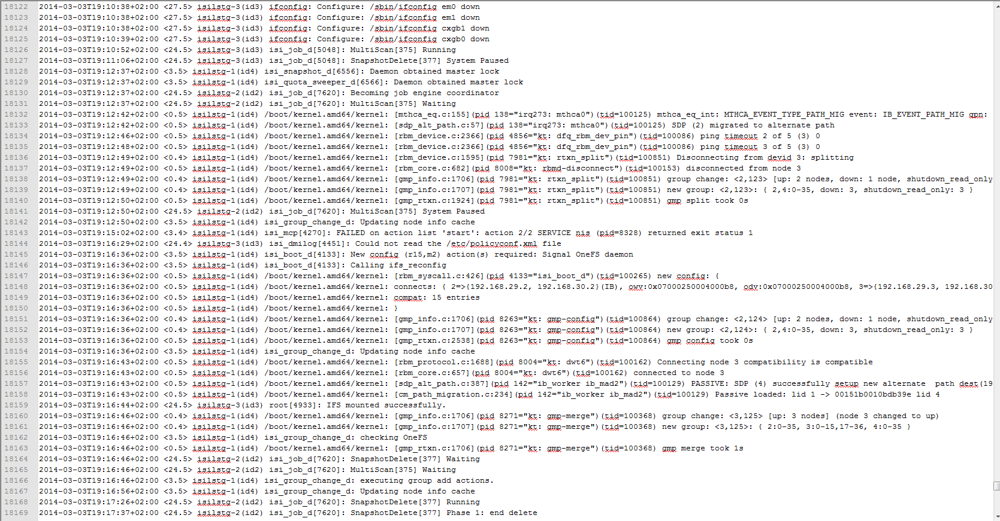 18122 2014-03-03T19:10:38+02:00 <27.5> isilstg-3(id3) ifconfig: Configure: /sbin/ifconfig em0 down
18123 2014-03-03T19:10:38+02:00 <27.5> isilstg-3(id3) ifconfig: Configure: /sbin/ifconfig em1 down
18124 2014-03-03T19:10:38+02:00 <27.5> isilstg-3(id3) ifconfig: Configure: /sbin/ifconfig cxgb1 down
18125 2014-03-03T19:10:39+02:00 <27.5> isilstg-3(id3) ifconfig: Configure: /sbin/ifconfig cxgb0 down
18126 2014-03-03T19:10:52+02:00 <24.5> isilstg-3(id3) isi_job_d[5048]: MultiScan[375] Running
18127 2014-03-03T19:11:06+02:00 <24.5> isilstg-3(id3) isi_job_d[5048]: SnapshotDelete[377] System Paused
18128 2014-03-03T19:12:37+02:00 <3.5> isilstg-1(id4) isi_snapshot_d[6556]: Daemon obtained master lock
18129 2014-03-03T19:12:37+02:00 <3.5> isilstg-1(id4) isi_quota_sweeper_d[6566]: Daemon obtained master lock
18130 2014-03-03T19:12:37+02:00 <24.5> isilstg-2(id2) isi_job_d[7620]: Becoming job engine coordinator
18131 2014-03-03T19:12:37+02:00 <24.5> isilstg-2(id2) isi_job_d[7620]: MultiScan[375] Waiting
18132 2014-03-03T19:12:42+02:00 <0.5> isilstg-1(id4) /boot/kernel.amd64/kernel: [mthca_eq.c:155](pid 138="irq273: mthca0")(tid=100125) mthca_eq_int: MTHCA_EVENT_TYPE_PATH_MIG event: IB_EVENT_PATH_MIG gpn:
18133 2014-03-03T19:12:42+02:00 <0.5> isilstg-1(id4) /boot/kernel.amd64/kernel: [sdp_alt_path.c:57](pid 138="irq273: mthca0")(tid=100125) SDP (2) migrated to alternate path
18134 2014-03-03T19:12:46+02:00 <0.5> isilstg-1(id4) /boot/kernel.amd64/kernel: [rbm_device.c:2366](pid 4856="kt: dfq_rbm_dev_pin")(tid=100086) ping timeout 2 of 5 (3) 0
18135 2014-03-03T19:12:48+02:00 <0.5> isilstg-1(id4) /boot/kernel.amd64/kernel: [rbm_device.c:2366](pid 4856="kt: dfq_rbm_dev_pin")(tid=100086) ping timeout 3 of 5 (3) 0
18136 2014-03-03T19:12:49+02:00 <0.4> isilstg-1(id4) /boot/kernel.amd64/kernel: [rbm_device.c:1595](pid 7981="kt: rtxn_split")(tid=100851) Disconnecting from devid 3: splitting
18137 2014-03-03T19:12:49+02:00 <0.5> isilstg-1(id4) /boot/kernel.amd64/kernel: [rbm_core.c:682](pid 8008="kt: rbmd-disconnect")(tid=100153) disconnected from node 3
18138 2014-03-03T19:12:49+02:00 <0.4> isilstg-1(id4) /boot/kernel.amd64/kernel: [gmp_info.c:1706](pid 7981="kt: rtxn_split")(tid=100851) group change: <2,123> [up: 2 nodes, down: 1 node, shutdown_read_only
18139 2014-03-03T19:12:49+02:00 <0.4> isilstg-1(id4) /boot/kernel.amd64/kernel: [gmp_info.c:1707](pid 7981="kt: rtxn_split")(tid=100851) new group: <2,123>: { 2,4:0-35, down: 3, shutdown_read_only: 3 }
18140 2014-03-03T19:12:49+02:00 <0.5> isilstg-1(id4) /boot/kernel.amd64/kernel: [gmp_rtxn.c:1924](pid 7981="kt: rtxn_split")(tid=100851) gmp split took 0s
18141 2014-03-03T19:12:50+02:00 <24.5> isilstg-2(id2) isi_job_d[7620]: MultiScan[375] System Paused
18142 2014-03-03T19:12:50+02:00 <3.5> isilstg-1(id4) isi_group_change_d: Updating node info cache
18143 2014-03-03T19:15:02+02:00 <3.4> isilstg-1(id4) isi_mcp[4270]: FAILED on action list 'start': action 2/2 SERVICE nis (pid=8328) returned exit status 1
18144 2014-03-03T19:16:29+02:00 <24.4> isilstg-3(id3) isi_dmilog[4451]: Could not read the /etc/policyconf.xml file
18145 2014-03-03T19:16:36+02:00 <3.5> isilstg-1(id4) isi_boot_d[4133]: New config (r15,m2) action(s) required: Signal OneFS daemon
18146 2014-03-03T19:16:36+02:00 <3.5> isilstg-1(id4) isi_boot_d[4133]: Calling ifs_reconfig
18147 2014-03-03T19:16:36+02:00 <0.5> isilstg-1(id4) /boot/kernel.amd64/kernel: [rbm_syscall.c:426](pid 4133="isi_boot_d")(tid=100265) new config: {
18148 2014-03-03T19:16:36+02:00 <0.5> isilstg-1(id4) /boot/kernel.amd64/kernel: connects: { 2=>{192.168.29.2, 192.168.30.2}(IB), owv:0x07000250004000b8, odv:0x07000250004000b8, 3=>{192.168.29.3, 192.168.30
18149 2014-03-03T19:16:36+02:00 <0.5> isilstg-1(id4) /boot/kernel.amd64/kernel: compat: 15 entries
18150 2014-03-03T19:16:36+02:00 <0.5> isilstg-1(id4) /boot/kernel.amd64/kernel: }
18151 2014-03-03T19:16:36+02:00 <0.4> isilstg-1(id4) /boot/kernel.amd64/kernel: [gmp_info.c:1706](pid 8263="kt: gmp-config")(tid=100864) group change: <2,124> [up: 2 nodes, down: 1 node, shutdown_read_only
18152 2014-03-03T19:16:36+02:00 <0.4> isilstg-1(id4) /boot/kernel.amd64/kernel: [gmp_info.c:1707](pid 8263="kt: gmp-config")(tid=100864) new group: <2,124>: { 2,4:0-35, down: 3, shutdown_read_only: 3 }
18153 2014-03-03T19:16:36+02:00 <0.5> isilstg-1(id4) /boot/kernel.amd64/kernel: [gmp_rtxn.c:2538](pid 8263="kt: gmp-config")(tid=100864) gmp config took 0s
18154 2014-03-03T19:16:36+02:00 <3.5> isilstg-1(id4) isi_group_change_d: Updating node info cache
18155 2014-03-03T19:16:43+02:00 <0.5> isilstg-1(id4) /boot/kernel.amd64/kernel: [rbm_protocol.c:1688](pid 8004="kt: dwt6")(tid=100162) Connecting node 3 compatibility is compatible
18156 2014-03-03T19:16:43+02:00 <0.5> isilstg-1(id4) /boot/kernel.amd64/kernel: [rbm_core.c:657](pid 8004="kt: dwt6")(tid=100162) connected to node 3
18157 2014-03-03T19:16:43+02:00 <0.5> isilstg-1(id4) /boot/kernel.amd64/kernel: [sdp_alt_path.c:387](pid 142="ib_worker ib_mad2")(tid=100129) PASSIVE: SDP (4) successfully setup new alternate  path dest(19
18158 2014-03-03T19:16:43+02:00 <0.5> isilstg-1(id4) /boot/kernel.amd64/kernel: [cm_path_migration.c:234](pid 142="ib_worker ib_mad2")(tid=100129) Passive loaded: lid 1 -> 00151b0010bdb39e lid 4
18159 2014-03-03T19:16:44+02:00 <24.5> isilstg-3(id3) root[4933]: IFS mounted successfully.
18160 2014-03-03T19:16:46+02:00 <0.4> isilstg-1(id4) /boot/kernel.amd64/kernel: [gmp_info.c:1706](pid 8271="kt: gmp-merge")(tid=100368) group change: <3,125> [up: 3 nodes] (node 3 changed to up)
18161 2014-03-03T19:16:46+02:00 <0.4> isilstg-1(id4) /boot/kernel.amd64/kernel: [gmp_info.c:1707](pid 8271="kt: gmp-merge")(tid=100368) new group: <3,125>: { 2:0-35, 3:0-15,17-36, 4:0-35 }
18162 2014-03-03T19:16:46+02:00 <3.5> isilstg-1(id4) isi_group_change_d: checking OneFS
18163 2014-03-03T19:16:46+02:00 <0.5> isilstg-1(id4) /boot/kernel.amd64/kernel: [gmp_rtxn.c:1706](pid 8271="kt: gmp-merge")(tid=100368) gmp merge took 1s
18164 2014-03-03T19:16:46+02:00 <24.5> isilstg-2(id2) isi_job_d[7620]: SnapshotDelete[377] Waiting
18165 2014-03-03T19:16:46+02:00 <24.5> isilstg-2(id2) isi_job_d[7620]: MultiScan[375] Waiting
18166 2014-03-03T19:16:46+02:00 <3.5> isilstg-1(id4) isi_group_change_d: executing group add actions.
18167 2014-03-03T19:16:56+02:00 <3.5> isilstg-1(id4) isi_group_change_d: Updating node info cache
18168 2014-03-03T19:17:26+02:00 <24.5> isilstg-2(id2) isi_job_d[7620]: SnapshotDelete[377] Running
18169 2014-03-03T19:17:37+02:00 <24.5> isilstg-2(id2) isi_job_d[7620]: SnapshotDelete[377] Phase 1: end delete